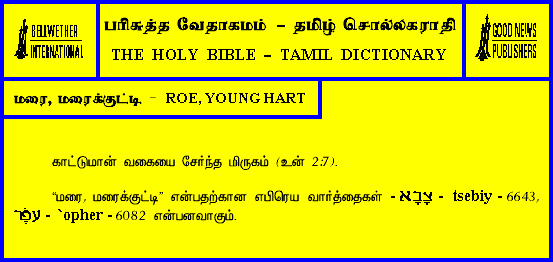 BELLWETHER
INTERNATIONAL
பரிசுத்த வேதாகமம் – தமிழ் சொல்லகராதி
THE HOLY BIBLE – TAMIL DICTIONARY
GOOD NEWS
PUBLISHERS
மரை, மரைக்குட்டி – ROE, YOUNG HART
காட்டுமான் வகையை சேர்ந்த மிருகம் (உன் 2:7).
“மரை, மரைக்குட்டி” என்பதற்கான எபிரெய வார்த்தைகள் - צָבָא - tsebiy - 6643,
עֹפֶר - `opher - 6082 என்பனவாகும்.